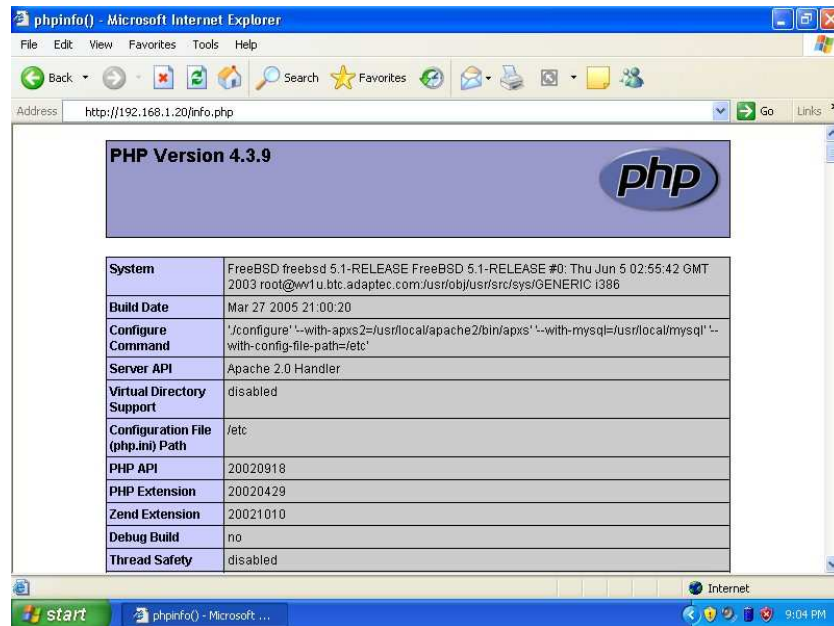 phpinfo() - Microsoft Internet Explorer
File Edit View Favorites Tools Help
Back Search Favorites
Address http://192.168.1.20/info.php Go Links
PHP Version 4.3.9
php
System FreeBSD freebsd 5.1-RELEASE FreeBSD 5.1-RELEASE #0: Thu Jun 5 02:55:42 GMT
2003 root@wv1u.btc.adaptec.com:/usr/obj/usr/src/sys/GENERIC i386
Build Date Mar 27 2005 21:00:20
Configure
Command
'./configure' '--with-apxs2=/usr/local/apache2/bin/apxs' '--with-mysql=/usr/local/mysql' '--
with-config-file-path=/etc'
Server API Apache 2.0 Handler
Virtual Directory
Support
disabled
Configuration File
(php.ini) Path
/etc
PHP API 20020918
PHP Extension 20020429
Zend Extension 20021010
Debug Build no
Thread Safety disabled
Internet
start phpinfo() - Microsoft ... 9:04 PM